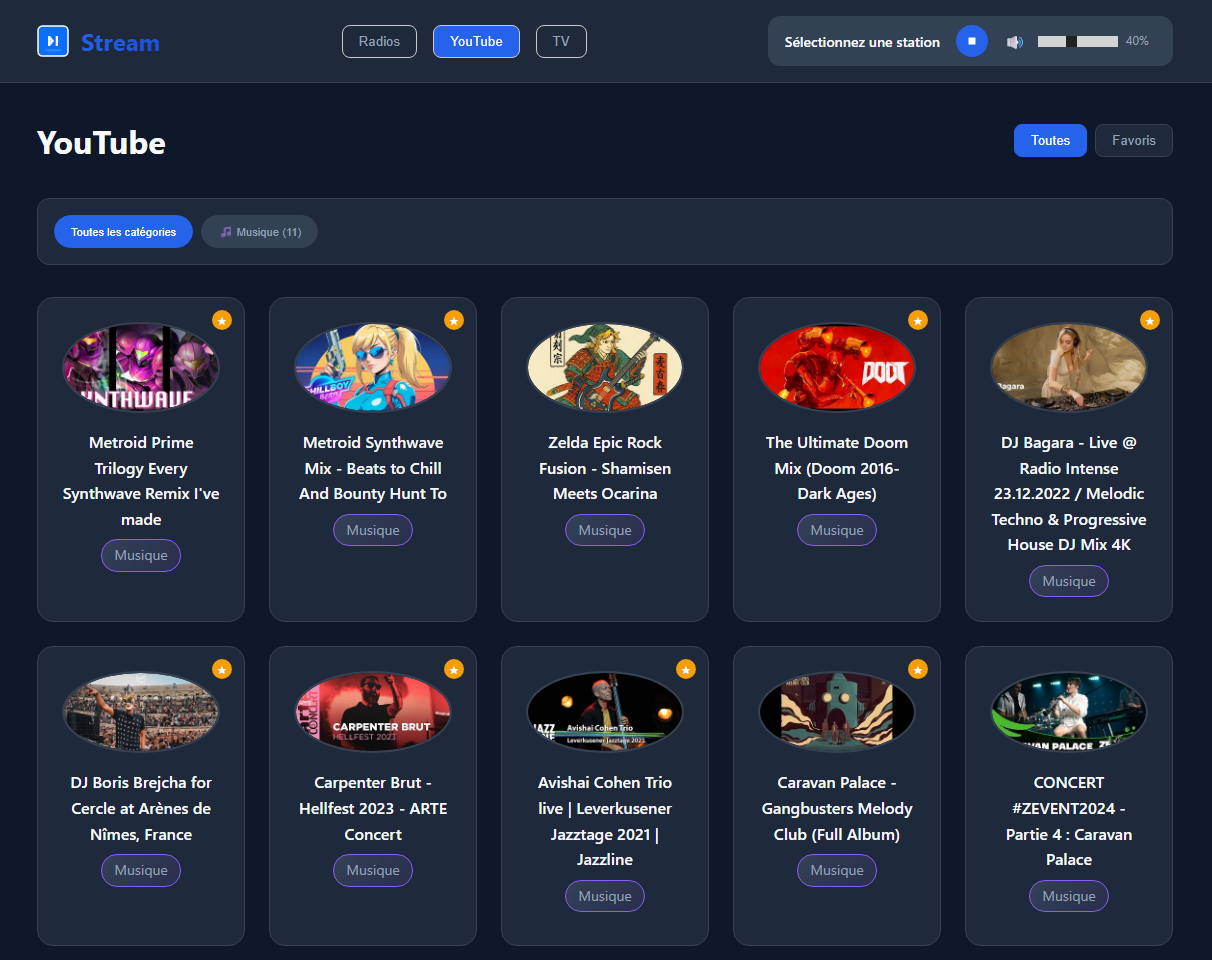 Stream
Radios
YouTube
TV
Sélectionnez une station
40%
YouTube
Toutes
Favoris
Toutes les catégories
Musique (11)
NTHWAVE
Metroid Prime
Trilogy Every
Synthwave Remix I've
made
Musique
HILLBOY
Metroid Synthwave
Mix - Beats to Chill
And Bounty Hunt To
Musique
Zelda Epic Rock
Fusion - Shamisen
Meets Ocarina
Musique
DOOM
The Ultimate Doom
Mix (Doom 2016-
Dark Ages)
Musique
Bagara
DJ Bagara - Live @
Radio Intense
23.12.2022 / Melodic
Techno & Progressive
House DJ Mix 4K
Musique
DJ Boris Brejcha for
Cercle at Arènes de
Nîmes, France
Musique
CONCERT
CARPENTER BRUT
HELLFEST 2023
Carpenter Brut -
Hellfest 2023 - ARTE
Concert
Musique
JAZZ
Avishai Cohen Trio
Leverkusener Jazztage 2021
Avishai Cohen Trio
live | Leverkusener
Jazztage 2021 |
Jazzline
Musique
Caravan Palace -
Gangbusters Melody
Club (Full Album)
Musique
VAN PALACE
CONCERT
#ZEVENT2024 -
Partie 4 : Caravan
Palace
Musique